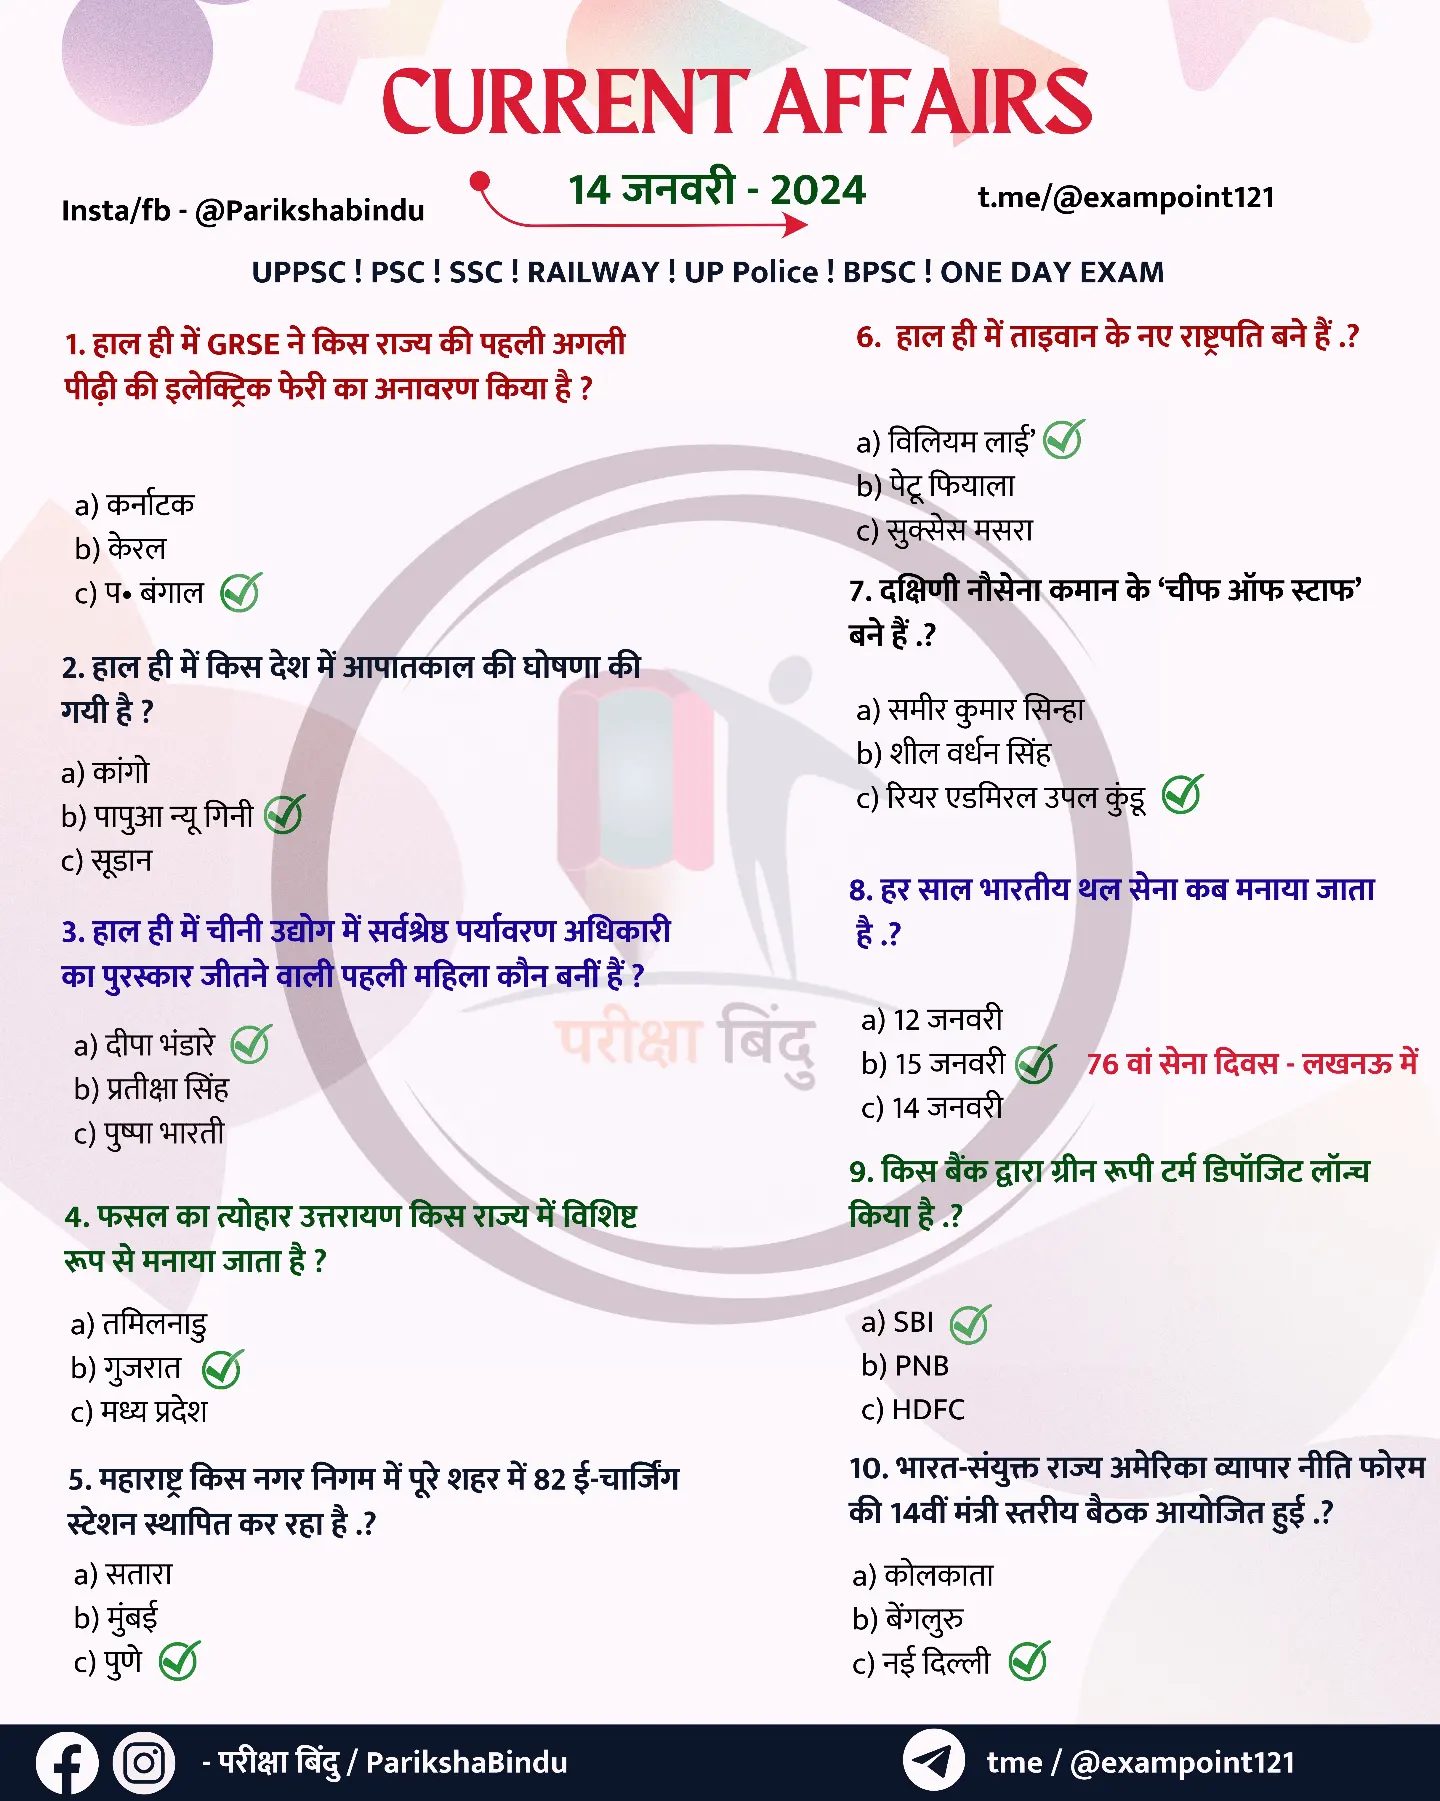 CURRENT AFFAIRS
14 जनवरी - 2024
Insta/fb - @Parikshabindu
t.me/@exampoint121
UPPSC ! PSC ! SSC ! RAILWAY ! UP Police ! BPSC ! ONE DAY EXAM
1. हाल ही में GRSE ने किस राज्य की पहली अगली
पीढ़ी की इलेक्ट्रिक फेरी का अनावरण किया है ?
a) कर्नाटक
b) केरल
c) प• बंगाल
2. हाल ही में किस देश में आपातकाल की घोषणा की
गयी है ?
a) कांगो
b) पापुआ न्यू गिनी
c) सूडान
3. हाल ही में चीनी उद्योग में सर्वश्रेष्ठ पर्यावरण अधिकारी
का पुरस्कार जीतने वाली पहली महिला कौन बनीं हैं ?
a) दीपा भंडारे
b) प्रतीक्षा सिंह
c) पुष्पा भारती
4. फसल का त्योहार उत्तरायण किस राज्य में विशिष्ट
रूप से मनाया जाता है ?
a) तमिलनाडु
b) गुजरात
c) मध्य प्रदेश
5. महाराष्ट्र किस नगर निगम में पूरे शहर में 82 ई-चार्जिंग
स्टेशन स्थापित कर रहा है .?
a) सतारा
b) मुंबई
c) पुणे
6. हाल ही में ताइवान के नए राष्ट्रपति बने हैं .?
a) विलियम लाई’
b) पेटू फियाला
c) सुक्सेस मसरा
7. दक्षिणी नौसेना कमान के ‘चीफ ऑफ स्टाफ’
बने हैं .?
a) समीर कुमार सिन्हा
b) शील वर्धन सिंह
c) रियर एडमिरल उपल कुंडू
8. हर साल भारतीय थल सेना कब मनाया जाता
है .?
a) 12 जनवरी
b) 15 जनवरी 76 वां सेना दिवस - लखनऊ में
c) 14 जनवरी
9. किस बैंक द्वारा ग्रीन रूपी टर्म डिपॉजिट लॉन्च
किया है .?
a) SBI
b) PNB
c) HDFC
10. भारत-संयुक्त राज्य अमेरिका व्यापार नीति फोरम
की 14वीं मंत्री स्तरीय बैठक आयोजित हुई .?
a) कोलकाता
b) बेंगलुरु
c) नई दिल्ली
परीक्षा बिंदु
- परीक्षा बिंदु / ParikshaBindu
tme / @exampoint121